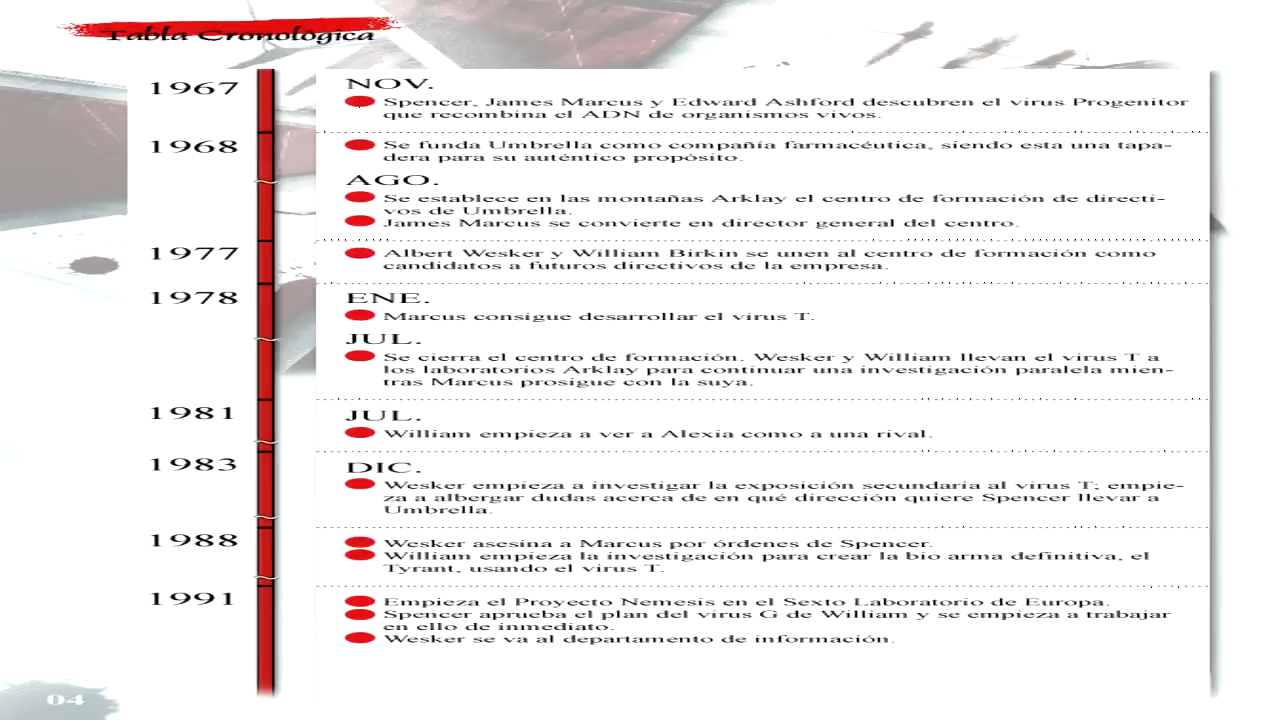 Tabla Cronológica
1967
NOV.
Spencer, James Marcus y Edward Ashford descubren el virus Progenitor
que recombina el ADN de organismos vivos.
1968
Se funda Umbrella como compañía farmacéutica, siendo esta una tapa-
dera para su auténtico propósito.
AGO.
Se establece en las montañas Arklay el centro de formación de directi-
vos de Umbrella.
James Marcus se convierte en director general del centro.
1977
Albert Wesker y William Birkin se unen al centro de formación como
candidatos a futuros directivos de la empresa.
1978
ENE.
Marcus consigue desarrollar el virus T.
JUL.
Se cierra el centro de formación. Wesker y William llevan el virus T a
los laboratorios Arklay para continuar una investigación paralela mien-
tras Marcus prosigue con la suya.
1981
JUL.
William empieza a ver a Alexia como a una rival.
1983
DIC.
Wesker empieza a investigar la exposición secundaria al virus T; empie-
za a albergar dudas acerca de en qué dirección quiere Spencer llevar a
Umbrella.
1988
Wesker asesina a Marcus por órdenes de Spencer.
William empieza la investigación para crear la bio arma definitiva, el
Tyrant, usando el virus T.
1991
Empieza el Proyecto Nemesis en el Sexto Laboratorio de Europa.
Spencer aprueba el plan del virus G de William y se empieza a trabajar
en ello de inmediato.
Wesker se va al departamento de información.
04